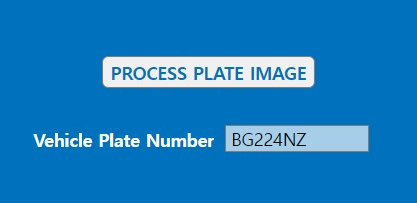 PROCESS PLATE IMAGE
Vehicle Plate Number BG224NZ